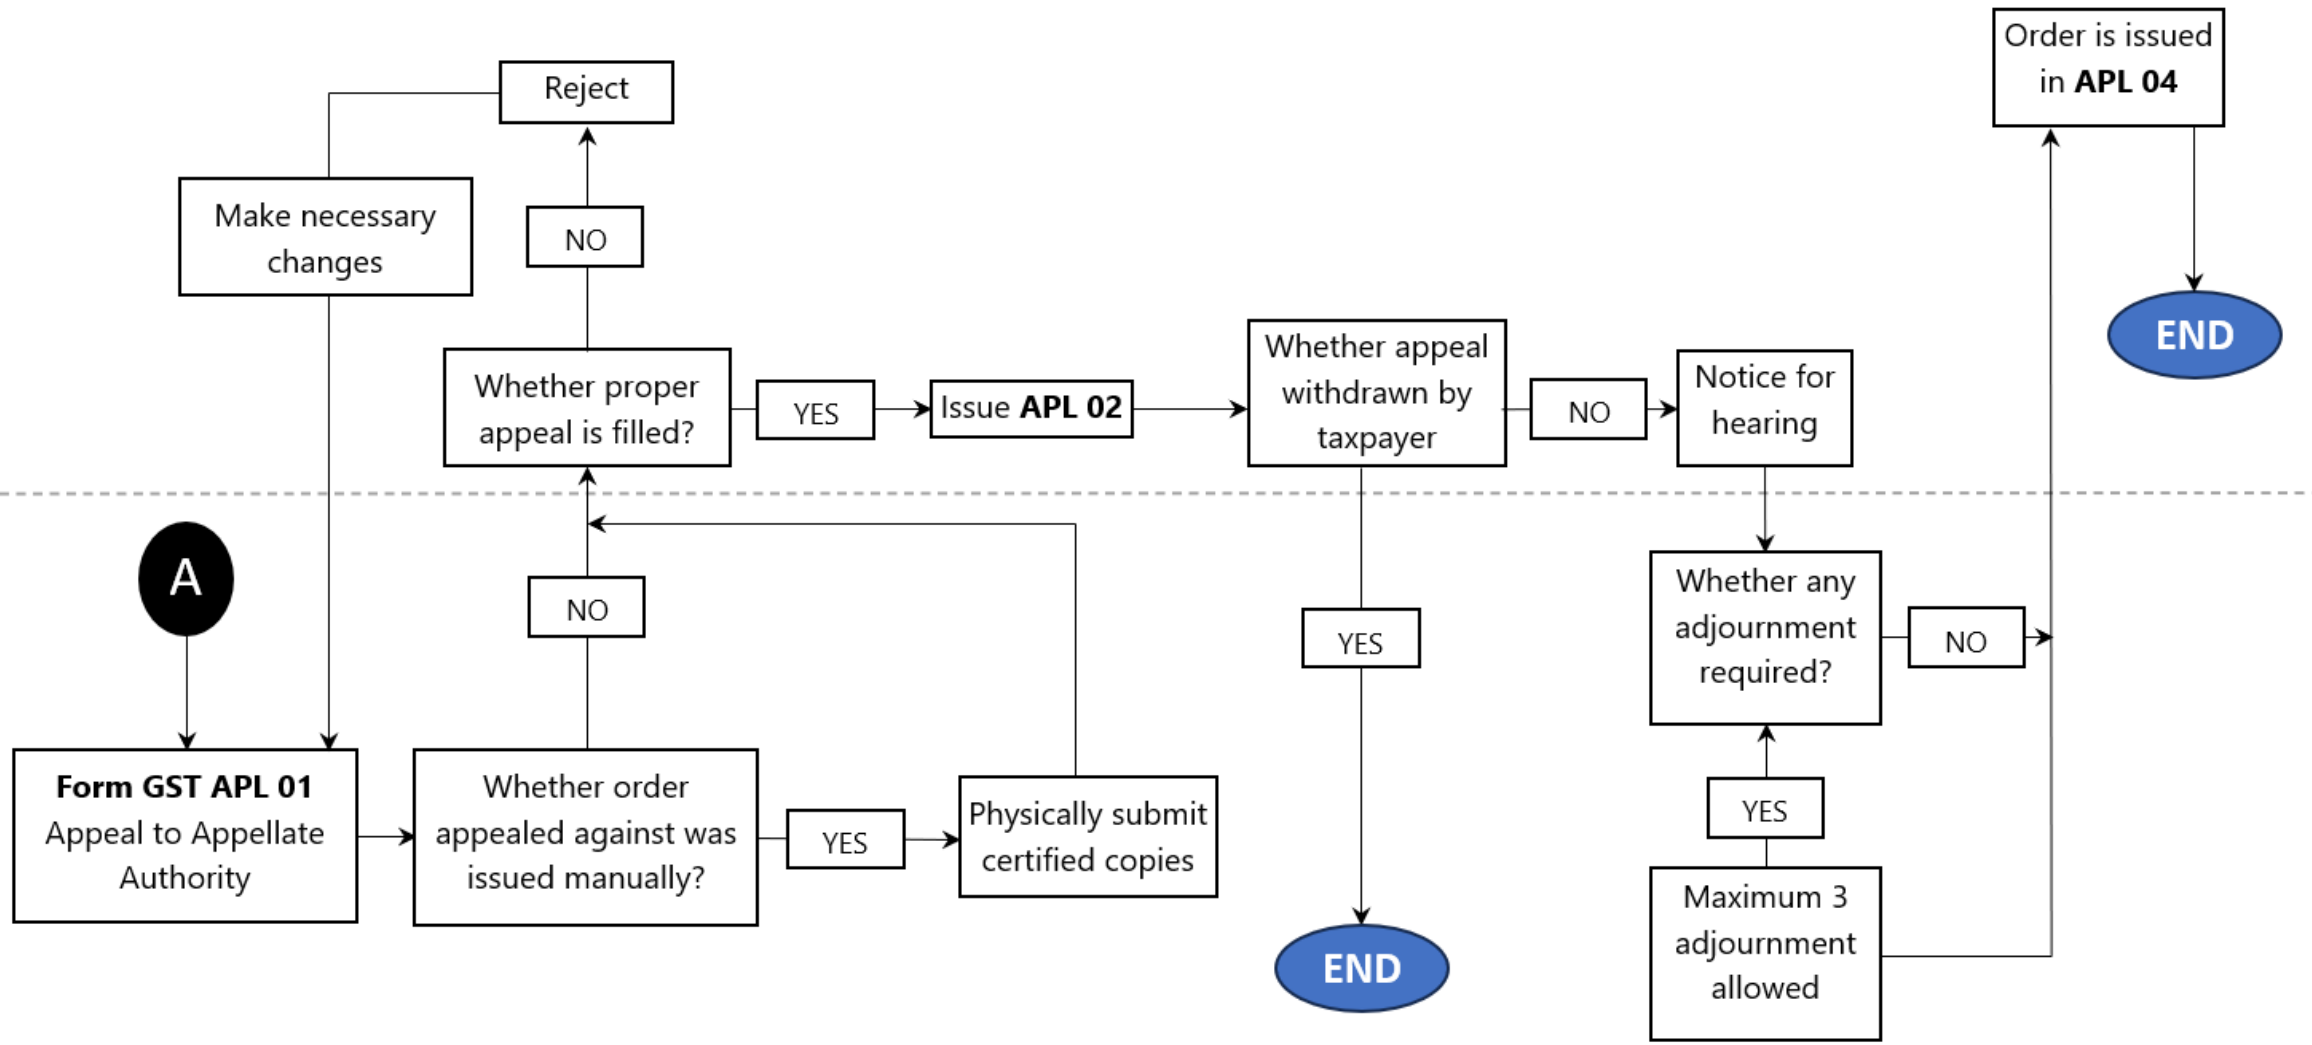 Order is issued
in APL 04
Reject
Make necessary
changes
NO
END
Whether proper
appeal is filled?
YES
Issue APL 02
Whether appeal
withdrawn by
taxpayer
NO
Notice for
hearing
A
NO
YES
Whether any
adjournment
required?
NO
Form GST APL 01
Appeal to Appellate
Authority
Whether order
appealed against was
issued manually?
YES
Physically submit
certified copies
YES
END
Maximum 3
adjournment
allowed